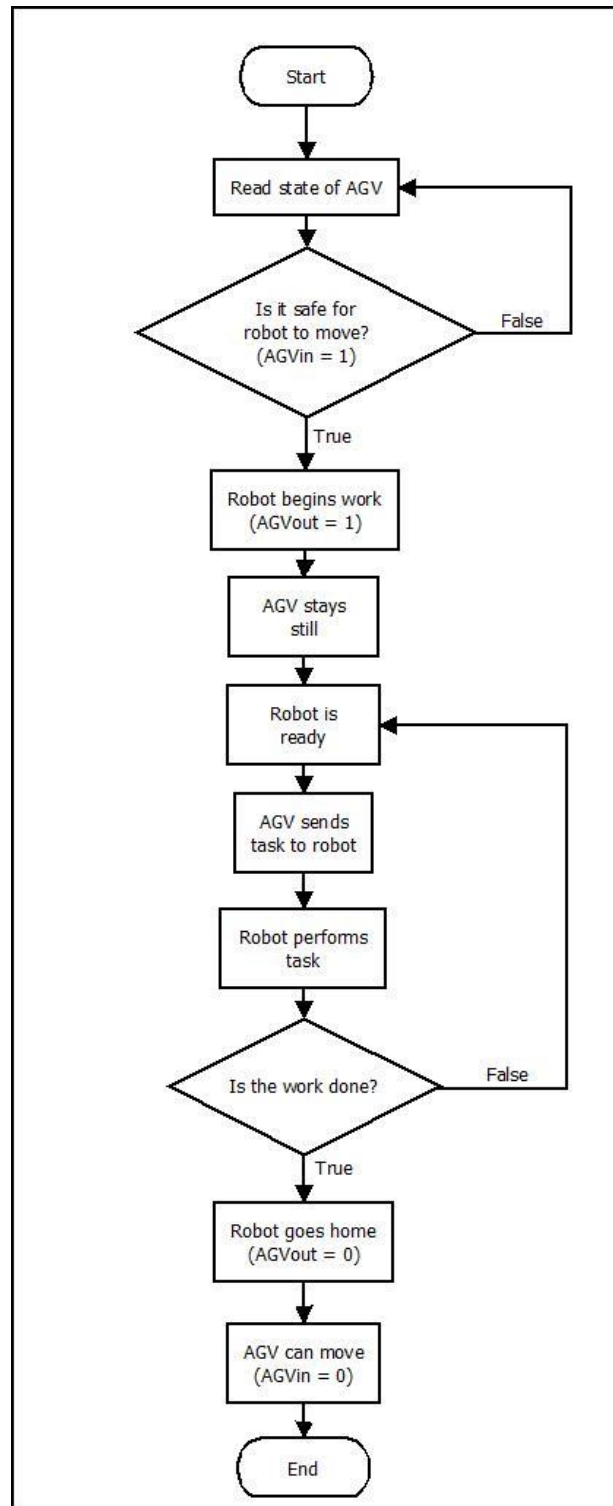 Start
Read state of AGV
Is it safe for
robot to move?
(AGVin = 1)
False
True
Robot begins work
(AGVout = 1)
AGV stays
still
Robot is
ready
AGV sends
task to robot
Robot performs
task
Is the work done?
False
True
Robot goes home
(AGVout = 0)
AGV can move
(AGVin = 0)
End